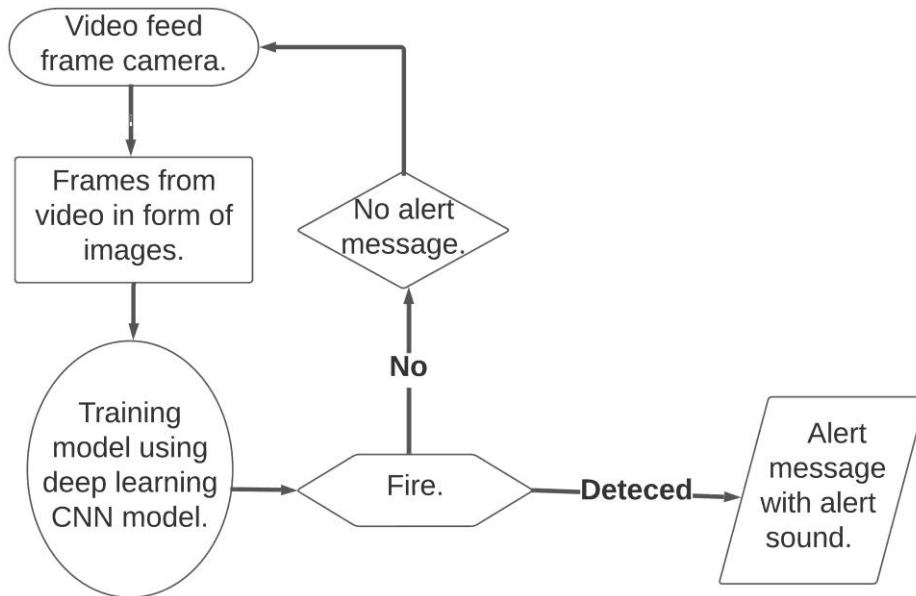 Video feed
frame camera.
Frames from
video in form of
images.
No alert
message.
No
Training
model using
deep learning
CNN model.
Fire.
Deteced
Alert
message
with alert
sound.